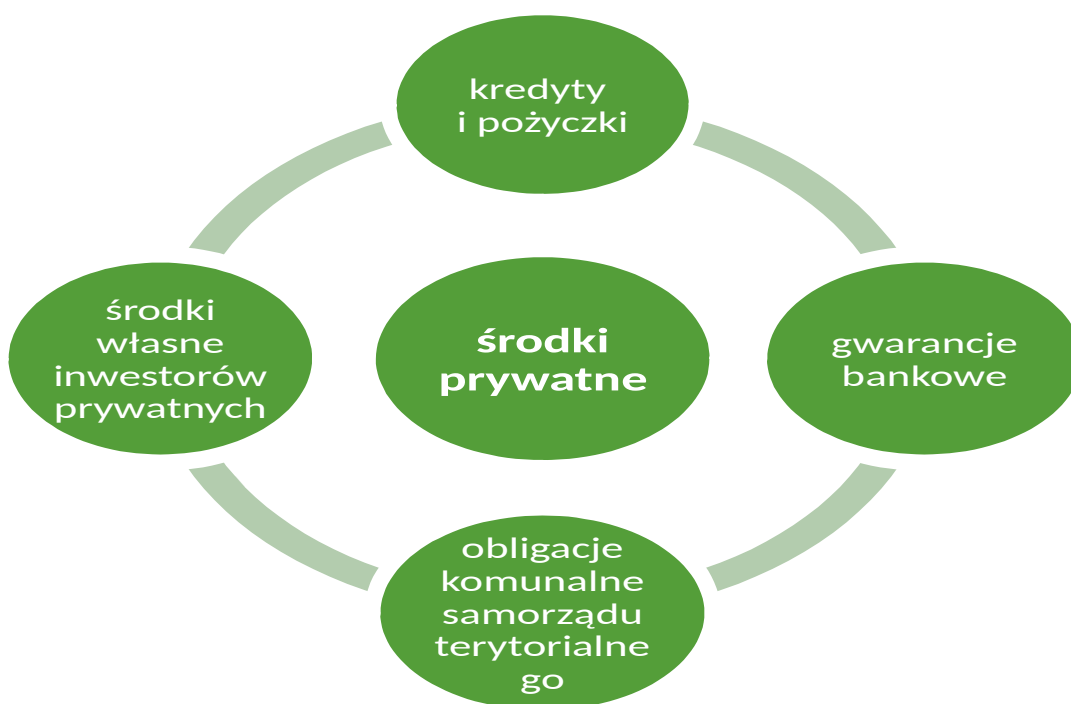 kredyty
i pożyczki
środki
własne
inwestorów
prywatnych
środki
prywatne
gwarancje
bankowe
obligacje
komunalne
samorządu
terytorialne
go